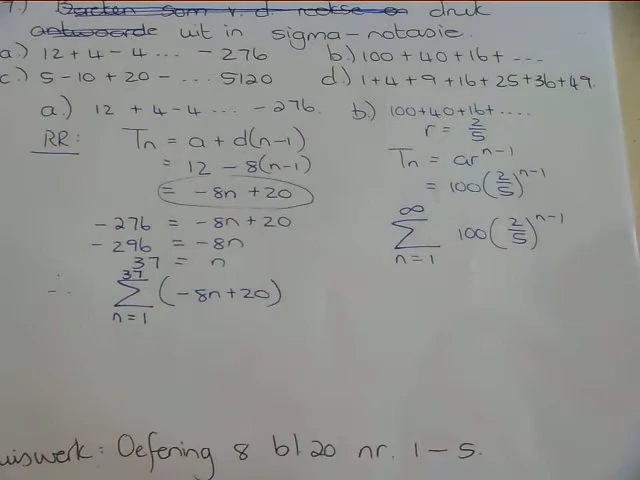 7.) Bereken som v. d. reekse en druk
antwoorde uit in sigma-notasie.
a.) 12 + 4 - 4 ... - 276
b.) 100 + 40 + 16 + ...
c.) 5 - 10 + 20 - ... 5120
d.) 1 + 4 + 9 + 16 + 25 + 36 + 49
a.) 12 + 4 - 4 ... - 276.
RR: Tn = a + d(n-1)
= 12 - 8(n-1)
= -8n + 20
-276 = -8n + 20
-296 = -8n
37 = n
∴ 37 Σ n=1 (-8n + 20)
b.) 100 + 40 + 16 + ....
r = 2/5
Tn = ar^(n-1)
= 100(2/5)^(n-1)
∞ Σ n=1 100(2/5)^(n-1)
uiswerk: Oefening 8 bl 20 nr. 1 - 5.